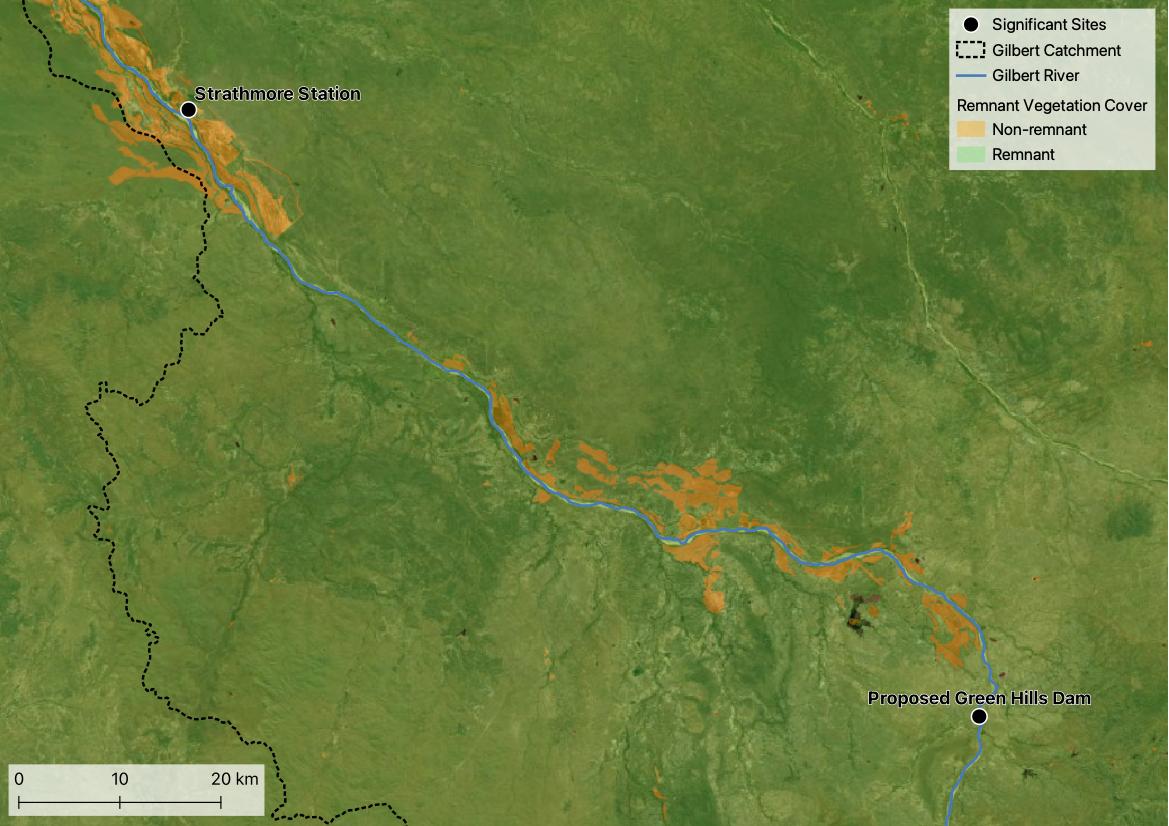 Significant Sites
Gilbert Catchment
Gilbert River
Remnant Vegetation Cover
Non-remnant
Remnant
Strathmore Station
Proposed Green Hills Dam
0 10 20 km